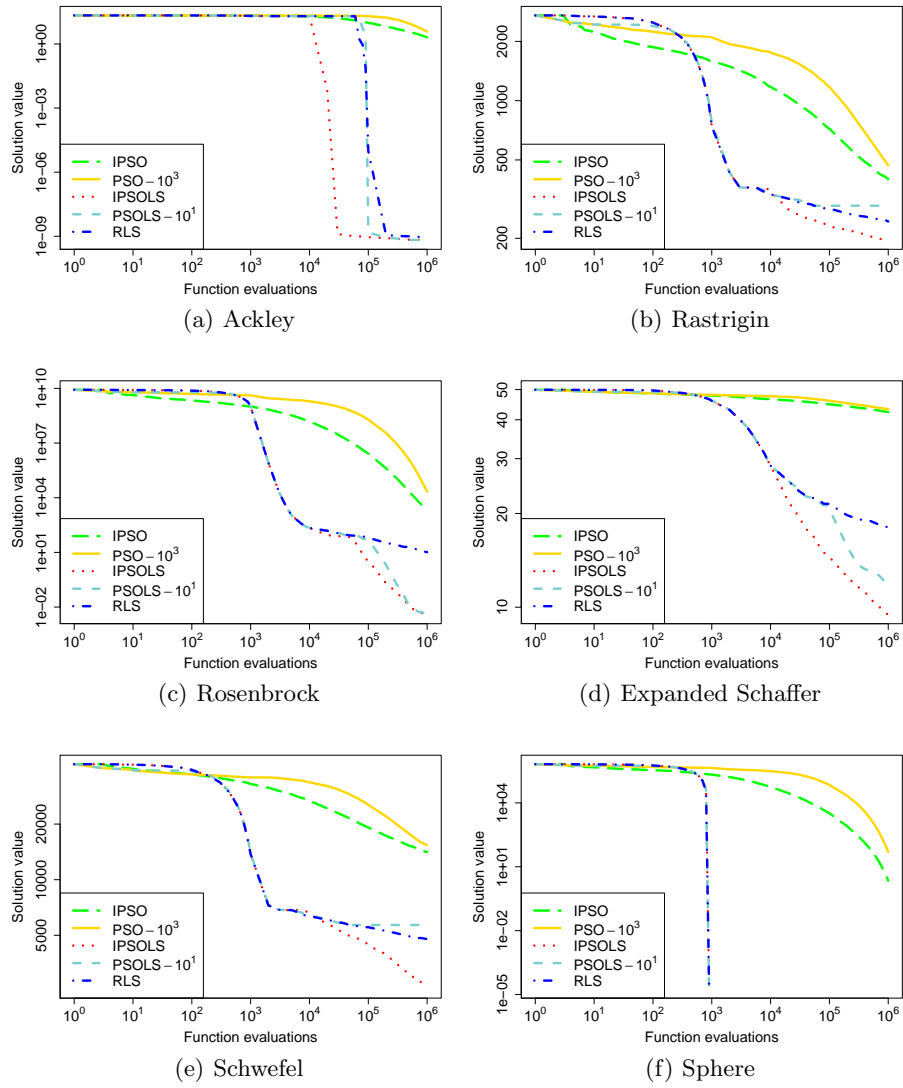 Solution value
1e+00
1e−03
1e−06
1e−09
IPSO
PSO − 10³
IPSOLS
PSOLS − 10¹
RLS
10⁰ 10¹ 10² 10³ 10⁴ 10⁵ 10⁶
Function evaluations
(a) Ackley
Solution value
2000
1000
500
200
IPSO
PSO − 10³
IPSOLS
PSOLS − 10¹
RLS
10⁰ 10¹ 10² 10³ 10⁴ 10⁵ 10⁶
Function evaluations
(b) Rastrigin
Solution value
1e+10
1e+07
1e+04
1e+01
1e−02
IPSO
PSO − 10³
IPSOLS
PSOLS − 10¹
RLS
10⁰ 10¹ 10² 10³ 10⁴ 10⁵ 10⁶
Function evaluations
(c) Rosenbrock
Solution value
50
40
30
20
10
IPSO
PSO − 10³
IPSOLS
PSOLS − 10¹
RLS
10⁰ 10¹ 10² 10³ 10⁴ 10⁵ 10⁶
Function evaluations
(d) Expanded Schaffer
Solution value
20000
10000
5000
IPSO
PSO − 10³
IPSOLS
PSOLS − 10¹
RLS
10⁰ 10¹ 10² 10³ 10⁴ 10⁵ 10⁶
Function evaluations
(e) Schwefel
Solution value
1e+04
1e+01
1e−02
1e−05
IPSO
PSO − 10³
IPSOLS
PSOLS − 10¹
RLS
10⁰ 10¹ 10² 10³ 10⁴ 10⁵ 10⁶
Function evaluations
(f) Sphere